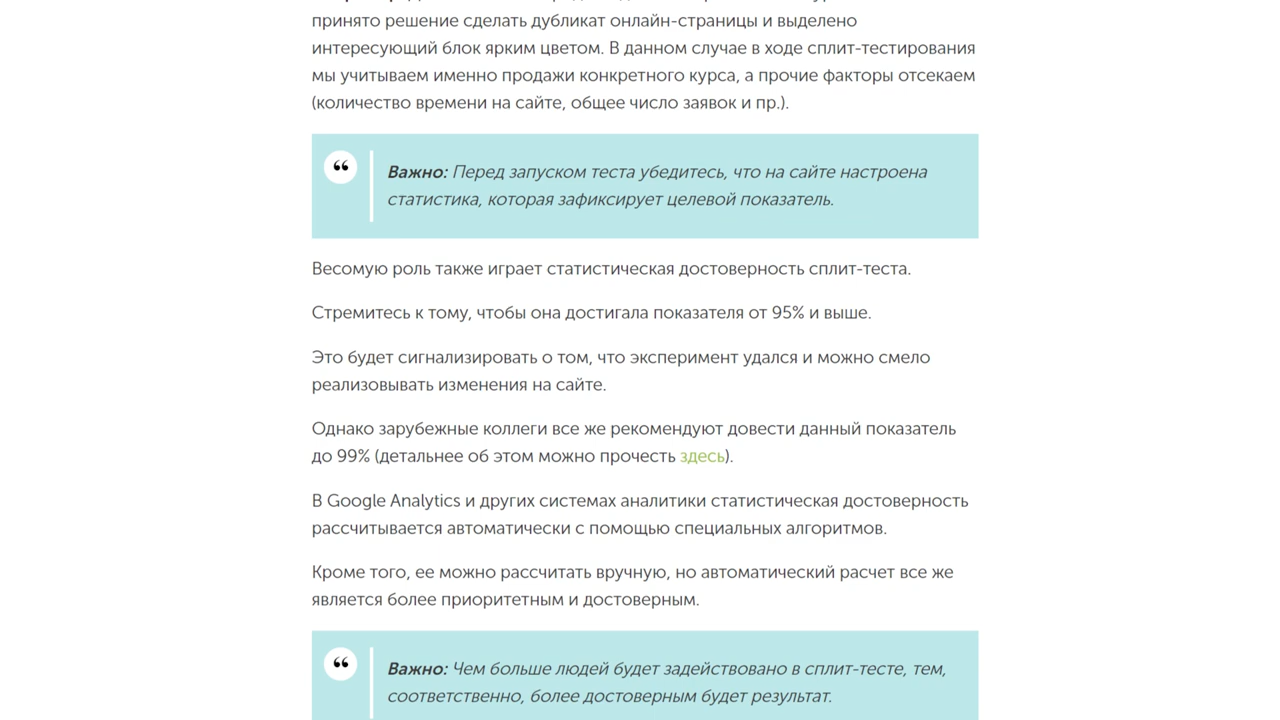 принято решение сделать дубликат онлайн-страницы и выделено
интересующий блок ярким цветом. В данном случае в ходе сплит-тестирования
мы учитываем именно продажи конкретного курса, а прочие факторы отсекаем
(количество времени на сайте, общее число заявок и пр.).
Важно: Перед запуском теста убедитесь, что на сайте настроена
статистика, которая зафиксирует целевой показатель.
Весомую роль также играет статистическая достоверность сплит-теста.
Стремитесь к тому, чтобы она достигала показателя от 95% и выше.
Это будет сигнализировать о том, что эксперимент удался и можно смело
реализовывать изменения на сайте.
Однако зарубежные коллеги все же рекомендуют довести данный показатель
до 99% (детальнее об этом можно прочесть здесь).
В Google Analytics и других системах аналитики статистическая достоверность
рассчитывается автоматически с помощью специальных алгоритмов.
Кроме того, ее можно рассчитать вручную, но автоматический расчет все же
является более приоритетным и достоверным.
Важно: Чем больше людей будет задействовано в сплит-тесте, тем,
соответственно, более достоверным будет результат.